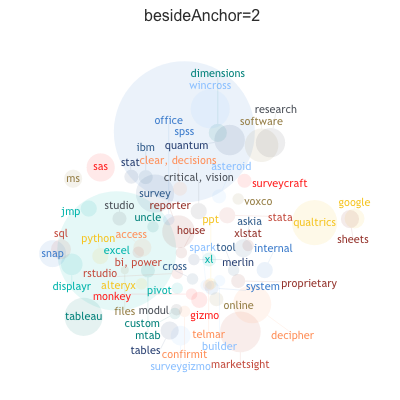 besideAnchor=2
dimensions
wincross
research
office
software
spss
ibm
quantum
stat
clear, decisions
asteroid
sas
critical, vision
ms
surveycraft
survey
studio
reporter
voxco
google
jmp
uncle
ppt
askia
stata
qualtrics
sql
access
house
xlstat
python
sheets
snap
excel
spark
tool
internal
bi, power
xl
merlin
rstudio
cross
displayr
alteryx
pivot
system
proprietary
monkey
files
modul
gizmo
online
tableau
custom
mtab
telmar
decipher
tables
builder
confirmit
surveygizmo
marketsight